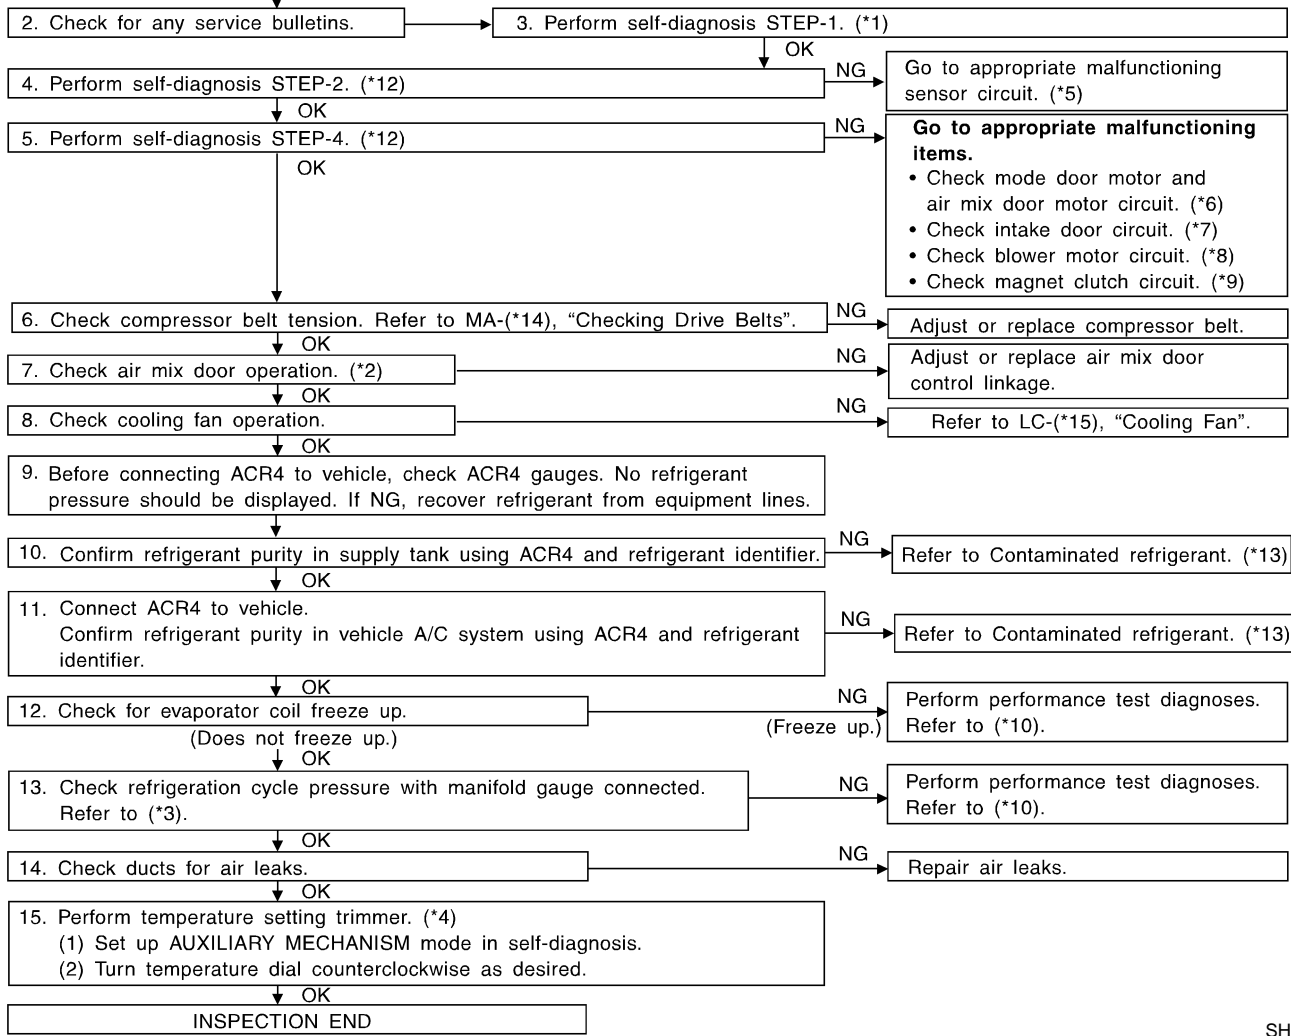 2. Check for any service bulletins.
3. Perform self-diagnosis STEP-1. (*1)
OK
4. Perform self-diagnosis STEP-2. (*12)
NG
Go to appropriate malfunctioning
sensor circuit. (*5)
OK
5. Perform self-diagnosis STEP-4. (*12)
NG
Go to appropriate malfunctioning
items.
• Check mode door motor and
air mix door motor circuit. (*6)
• Check intake door circuit. (*7)
• Check blower motor circuit. (*8)
• Check magnet clutch circuit. (*9)
OK
6. Check compressor belt tension. Refer to MA-(*14), “Checking Drive Belts”.
NG
Adjust or replace compressor belt.
OK
7. Check air mix door operation. (*2)
NG
Adjust or replace air mix door
control linkage.
OK
8. Check cooling fan operation.
NG
Refer to LC-(*15), “Cooling Fan”.
OK
9. Before connecting ACR4 to vehicle, check ACR4 gauges. No refrigerant
pressure should be displayed. If NG, recover refrigerant from equipment lines.
10. Confirm refrigerant purity in supply tank using ACR4 and refrigerant identifier.
NG
Refer to Contaminated refrigerant. (*13)
OK
11. Connect ACR4 to vehicle.
Confirm refrigerant purity in vehicle A/C system using ACR4 and refrigerant
identifier.
NG
Refer to Contaminated refrigerant. (*13)
OK
12. Check for evaporator coil freeze up.
NG
(Freeze up.)
Perform performance test diagnoses.
Refer to (*10).
(Does not freeze up.)
OK
13. Check refrigeration cycle pressure with manifold gauge connected.
Refer to (*3).
NG
Perform performance test diagnoses.
Refer to (*10).
OK
14. Check ducts for air leaks.
NG
Repair air leaks.
OK
15. Perform temperature setting trimmer. (*4)
(1) Set up AUXILIARY MECHANISM mode in self-diagnosis.
(2) Turn temperature dial counterclockwise as desired.
OK
INSPECTION END
SH